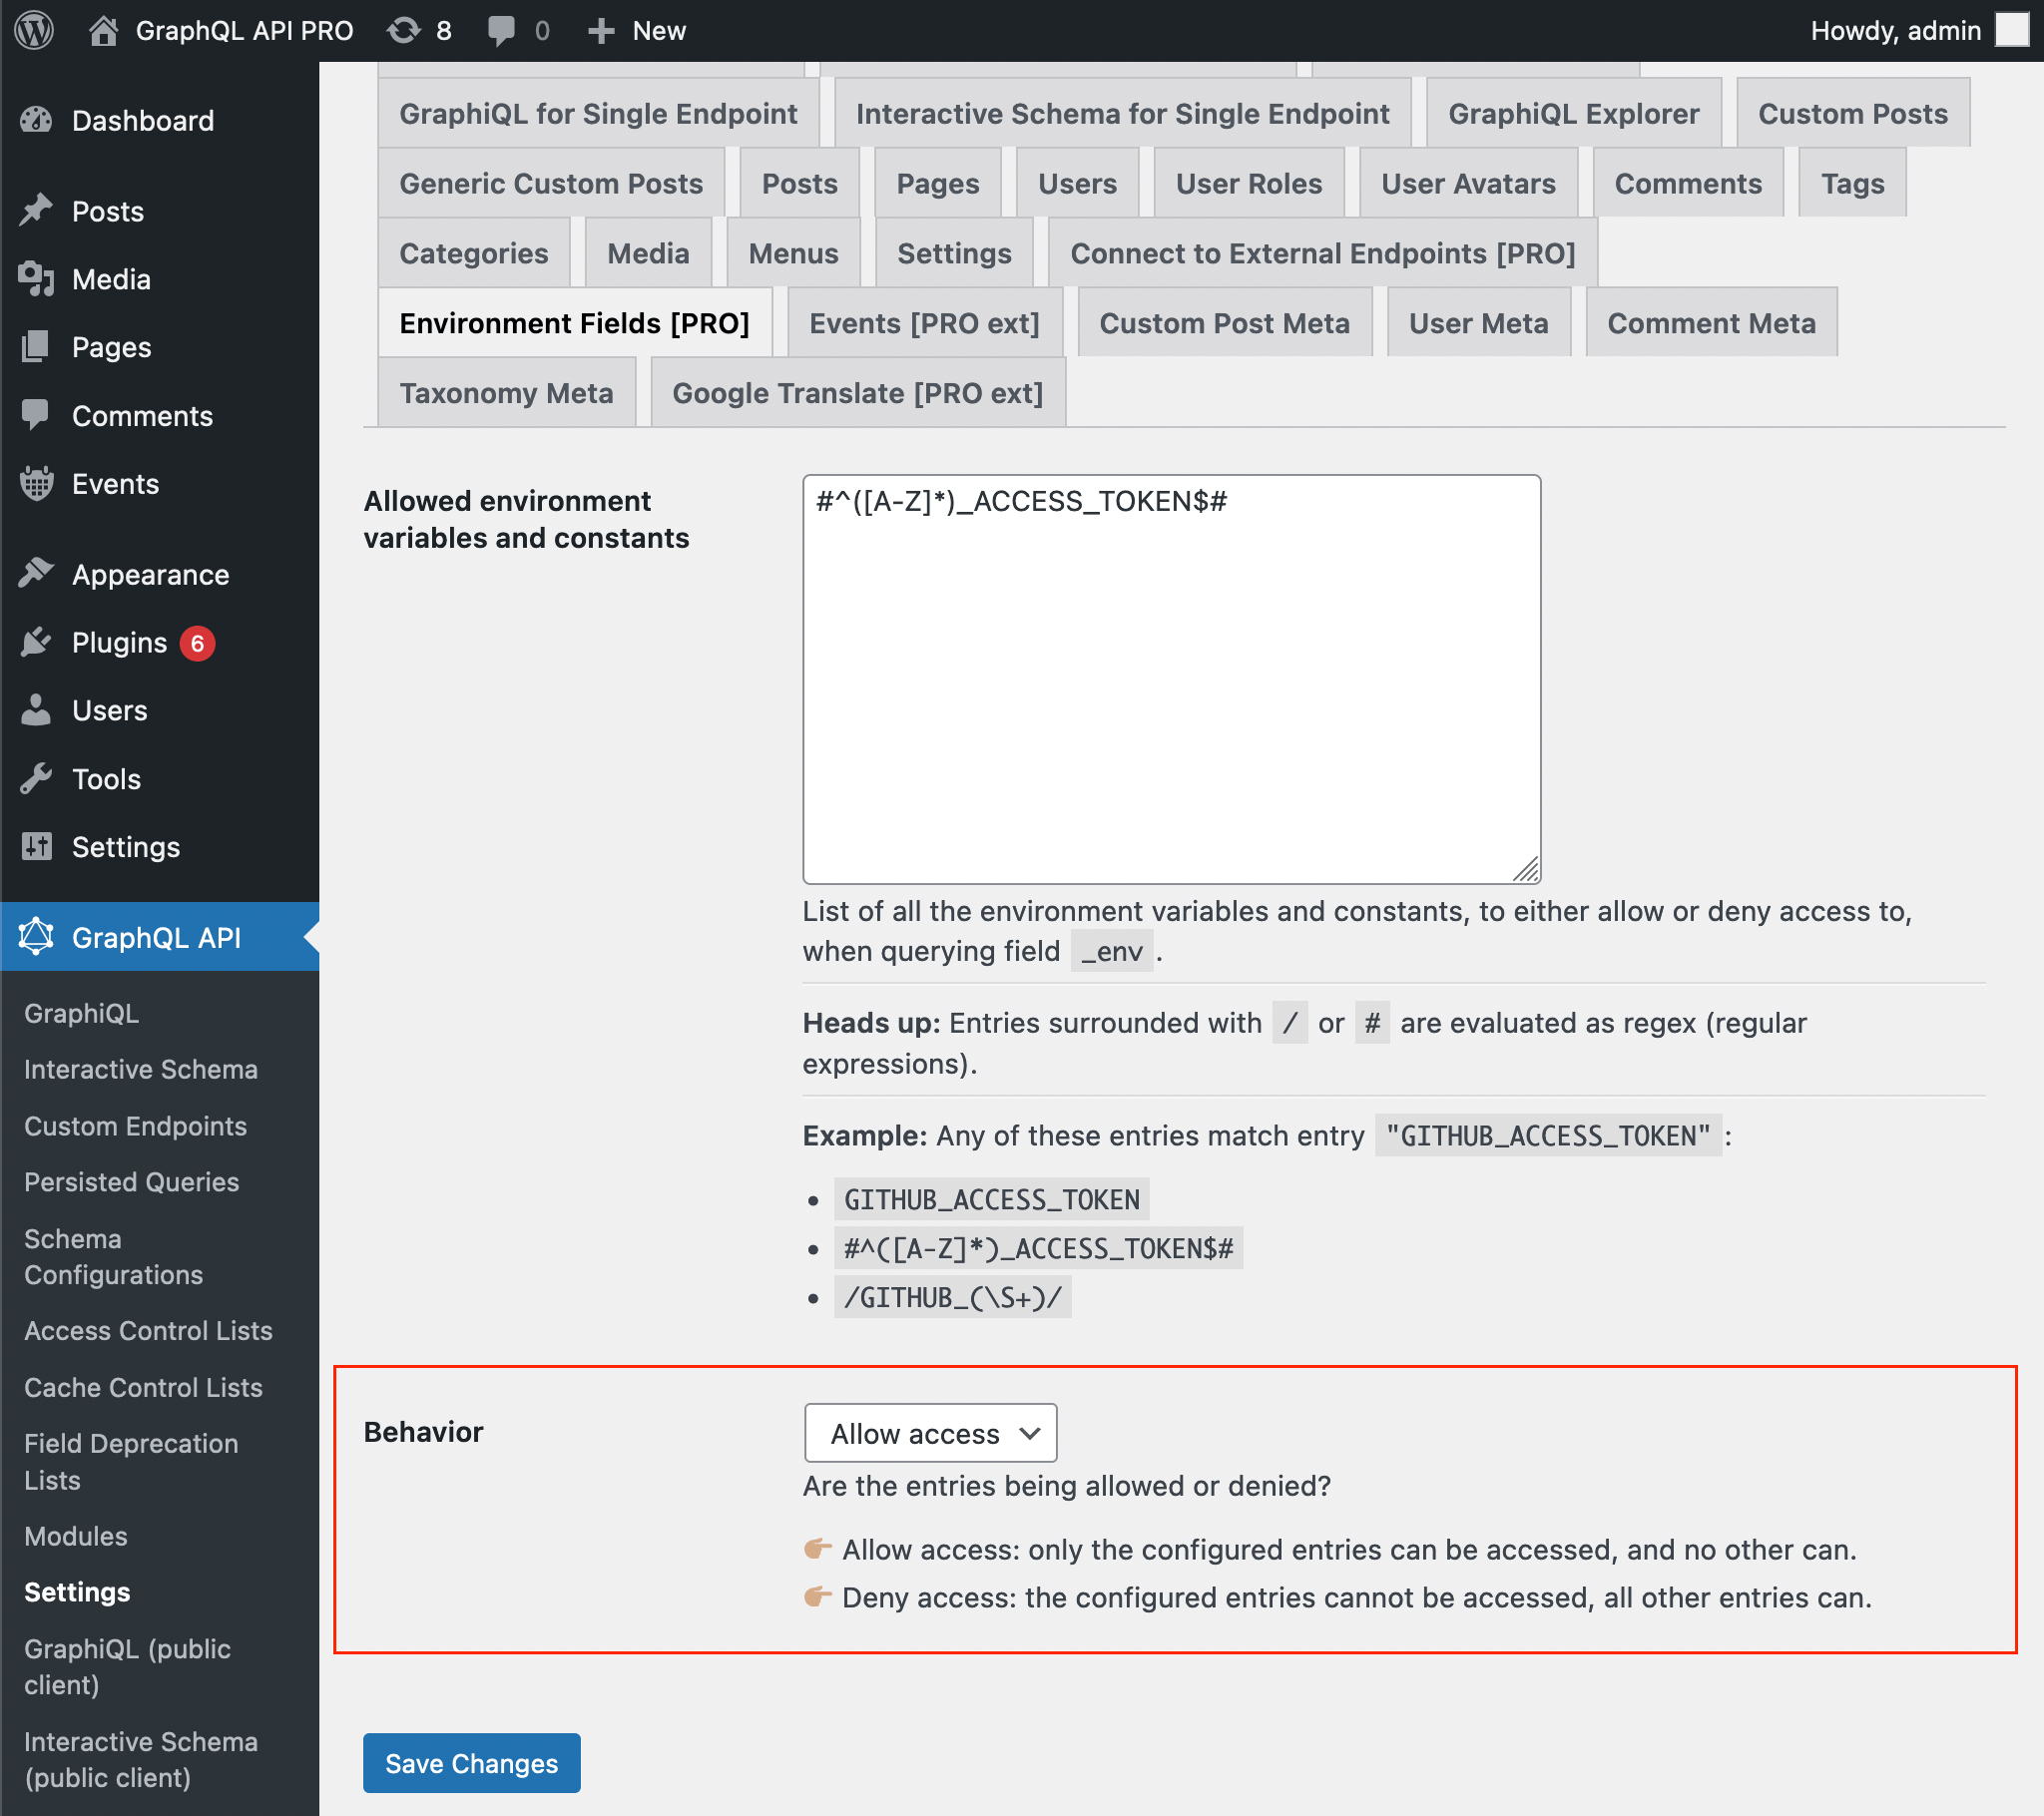 GraphQL API PRO 8 0 New Howdy, admin
Dashboard
Posts
Media
Pages
Comments
Events
Appearance
Plugins 6
Users
Tools
Settings
GraphQL API
GraphiQL
Interactive Schema
Custom Endpoints
Persisted Queries
Schema
Configurations
Access Control Lists
Cache Control Lists
Field Deprecation
Lists
Modules
Settings
GraphiQL (public
client)
Interactive Schema
(public client)
GraphiQL for Single Endpoint Interactive Schema for Single Endpoint GraphiQL Explorer Custom Posts
Generic Custom Posts Posts Pages Users User Roles User Avatars Comments Tags
Categories Media Menus Settings Connect to External Endpoints [PRO]
Environment Fields [PRO] Events [PRO ext] Custom Post Meta User Meta Comment Meta
Taxonomy Meta Google Translate [PRO ext]
Allowed environment
variables and constants
#^([A-Z]*)_ACCESS_TOKEN$#
List of all the environment variables and constants, to either allow or deny access to,
when querying field _env .
Heads up: Entries surrounded with / or # are evaluated as regex (regular
expressions).
Example: Any of these entries match entry "GITHUB_ACCESS_TOKEN" :
• GITHUB_ACCESS_TOKEN
• #^([A-Z]*)_ACCESS_TOKEN$#
• /GITHUB_(\S+)/
Behavior
Allow access
Are the entries being allowed or denied?
👉🏽 Allow access: only the configured entries can be accessed, and no other can.
👉🏽 Deny access: the configured entries cannot be accessed, all other entries can.
Save Changes